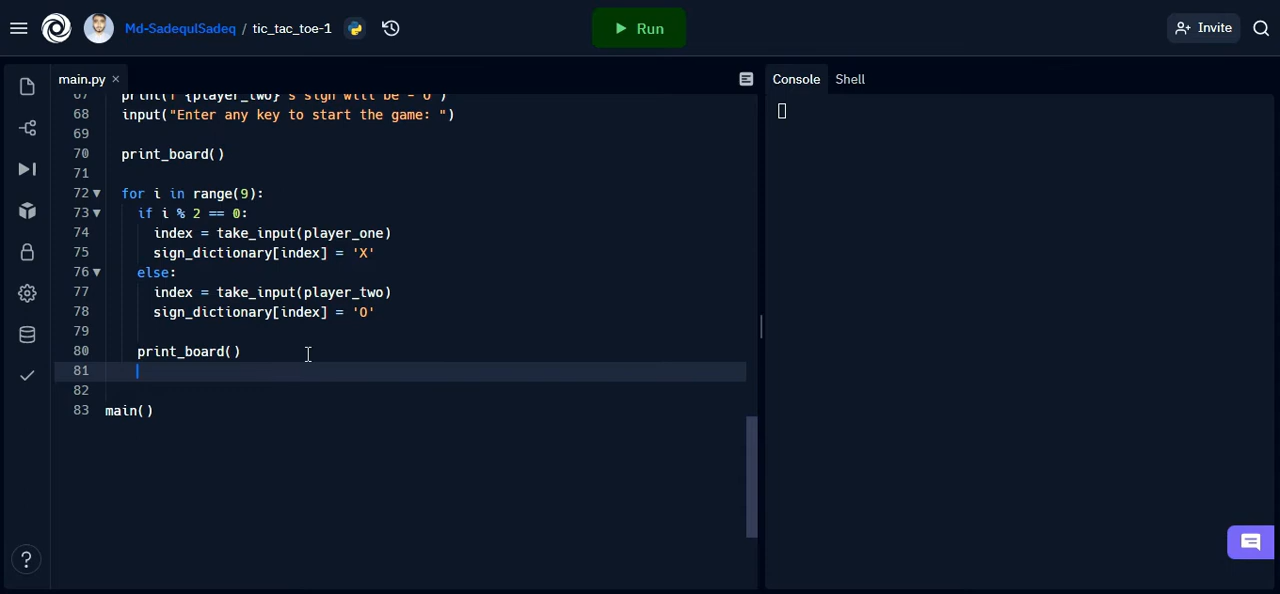 Md-SadequlSadeq / tic_tac_toe-1
Run
Invite
main.py
Console
Shell
67 print(f"{player_two}'s sign will be - O")
68 input("Enter any key to start the game: ")
69
70 print_board()
71
72 for i in range(9):
73 if i % 2 == 0:
74 index = take_input(player_one)
75 sign_dictionary[index] = 'X'
76 else:
77 index = take_input(player_two)
78 sign_dictionary[index] = 'O'
79
80 print_board()
81
82
83 main()
?